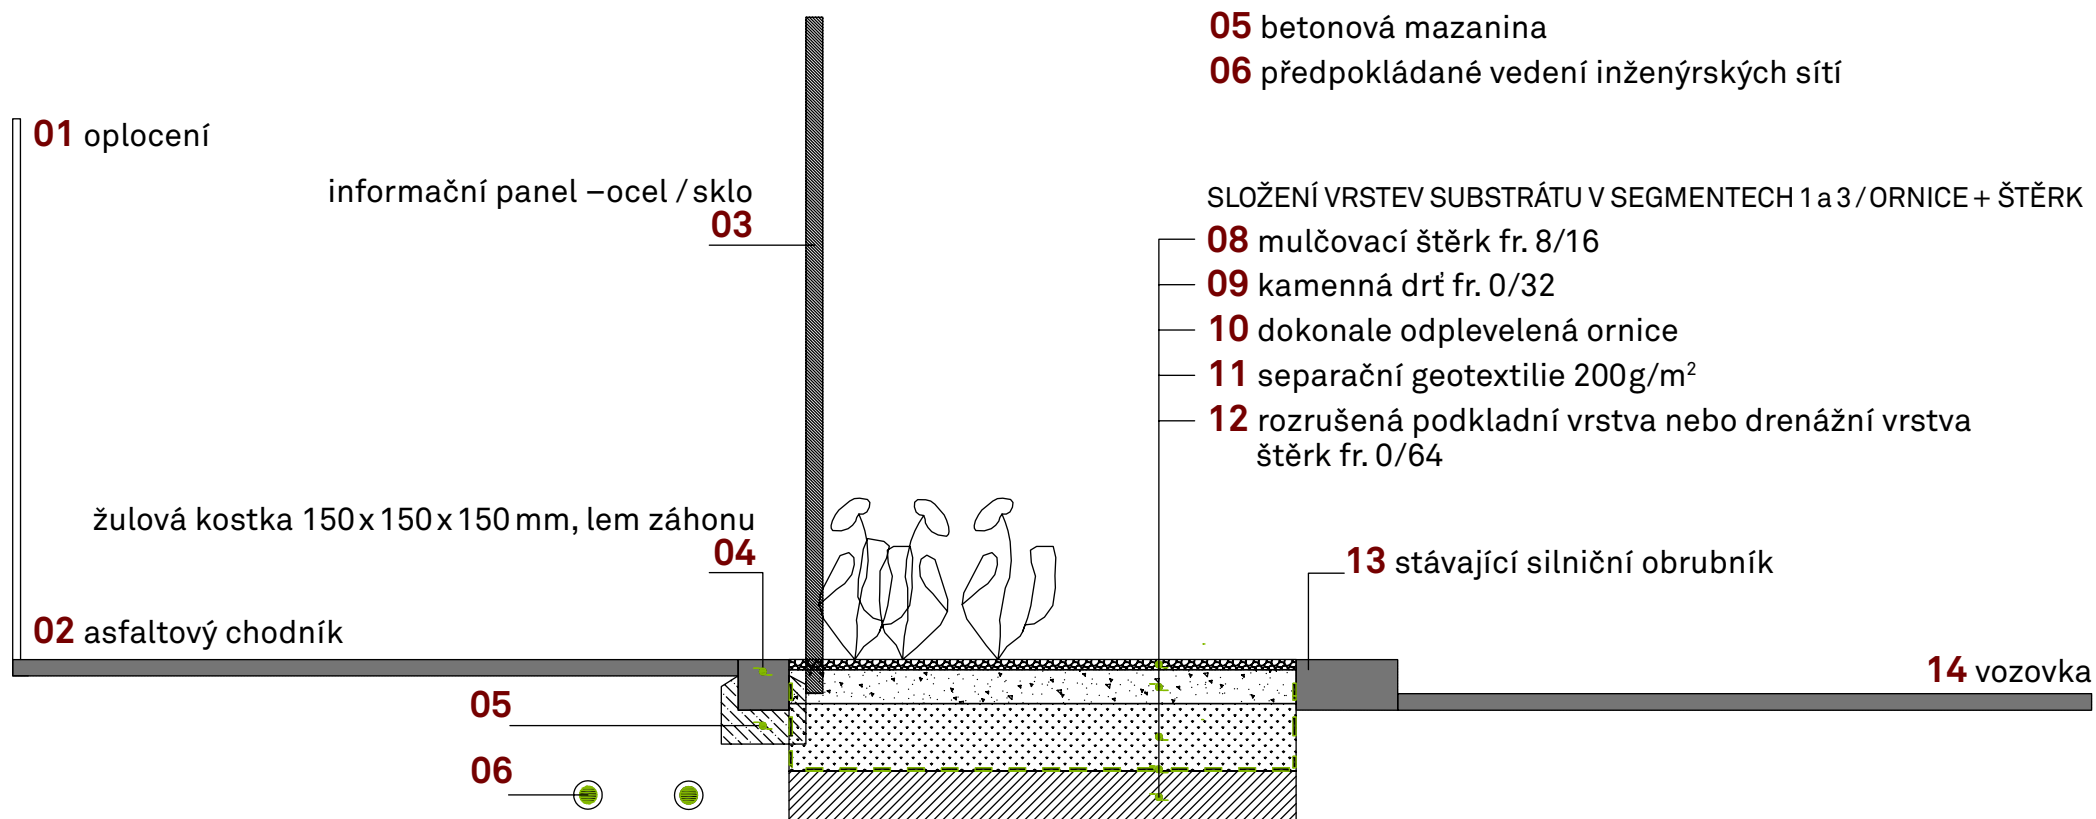 05 betonová mazanina
06 předpokládané vedení inženýrských sítí
01 oplocení
informační panel –ocel / sklo
03
SLOŽENÍ VRSTEV SUBSTRÁTU V SEGMENTECH 1 a 3 / ORNICE + ŠTĚRK
08 mulčovací štěrk fr. 8/16
09 kamenná drť fr. 0/32
10 dokonale odplevelená ornice
11 separační geotextilie 200g/m²
12 rozrušená podkladní vrstva nebo drenážní vrstva
štěrk fr. 0/64
žulová kostka 150 x 150 x 150 mm, lem záhonu
04
13 stávající silniční obrubník
02 asfaltový chodník
14 vozovka
05
06